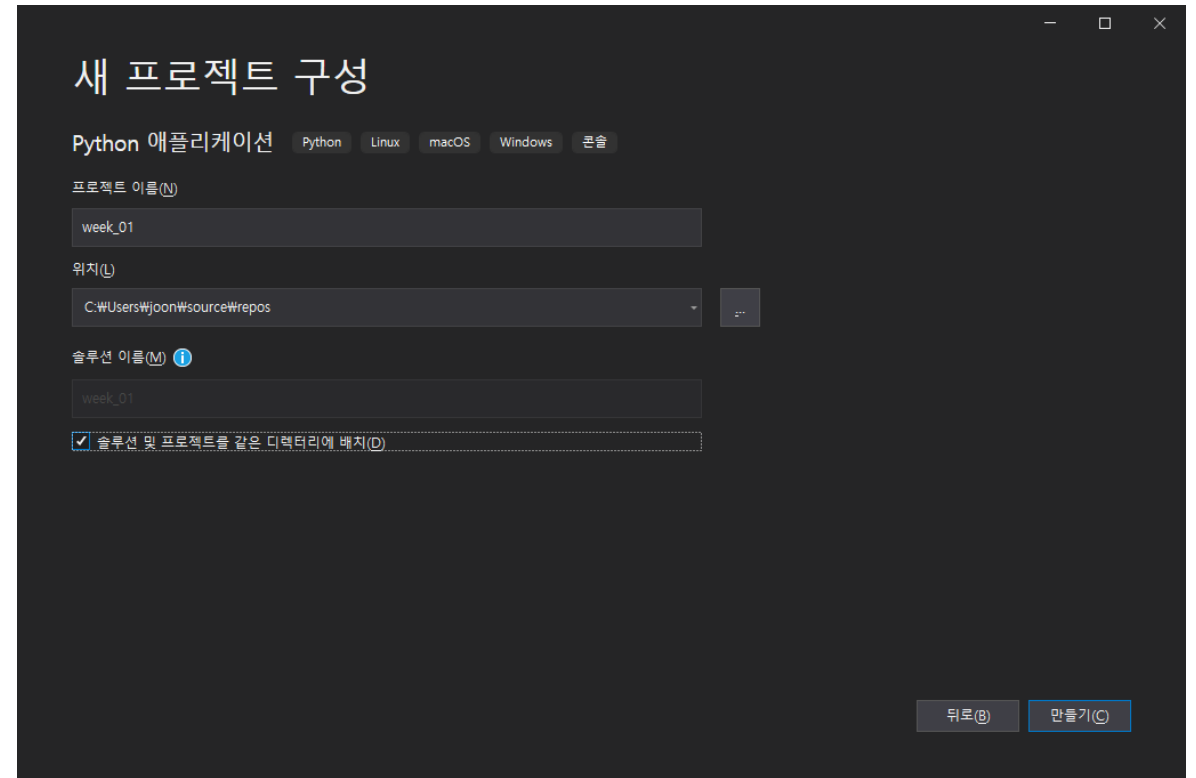 새 프로젝트 구성
Python 애플리케이션 Python Linux macOS Windows 콘솔
프로젝트 이름(N)
week_01
위치(L)
C:₩Users₩joon₩source₩repos
...
솔루션 이름(M)
week_01
솔루션 및 프로젝트를 같은 디렉터리에 배치(D)
뒤로(B) 만들기(C)